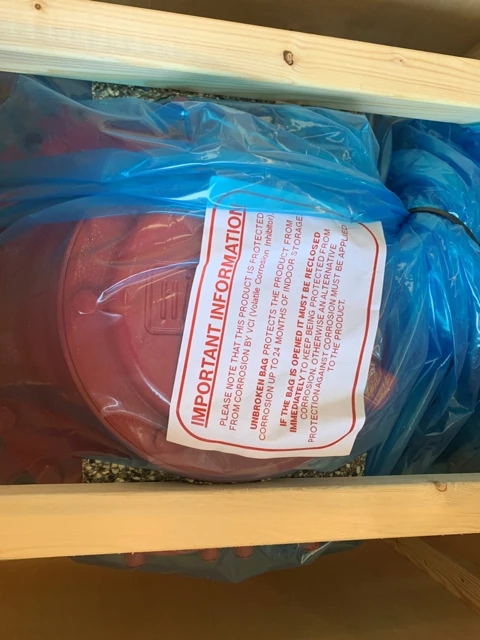 IMPORTANT INFORMATION
PLEASE NOTE THAT THIS PRODUCT IS PROTECTED
FROM CORROSION BY VCI (Volatile Corrosion Inhibitor).
UNBROKEN BAG PROTECTS THE PRODUCT FROM
CORROSION UP TO 24 MONTHS OF INDOOR STORAGE.
IF THE BAG IS OPENED IT MUST BE RECLOSED
IMMEDIATELY TO KEEP BEING PROTECTED FROM
CORROSION. OTHERWISE AN ALTERNATIVE
PROTECTION AGAINST CORROSION MUST BE APPLIED
TO THE PRODUCT.